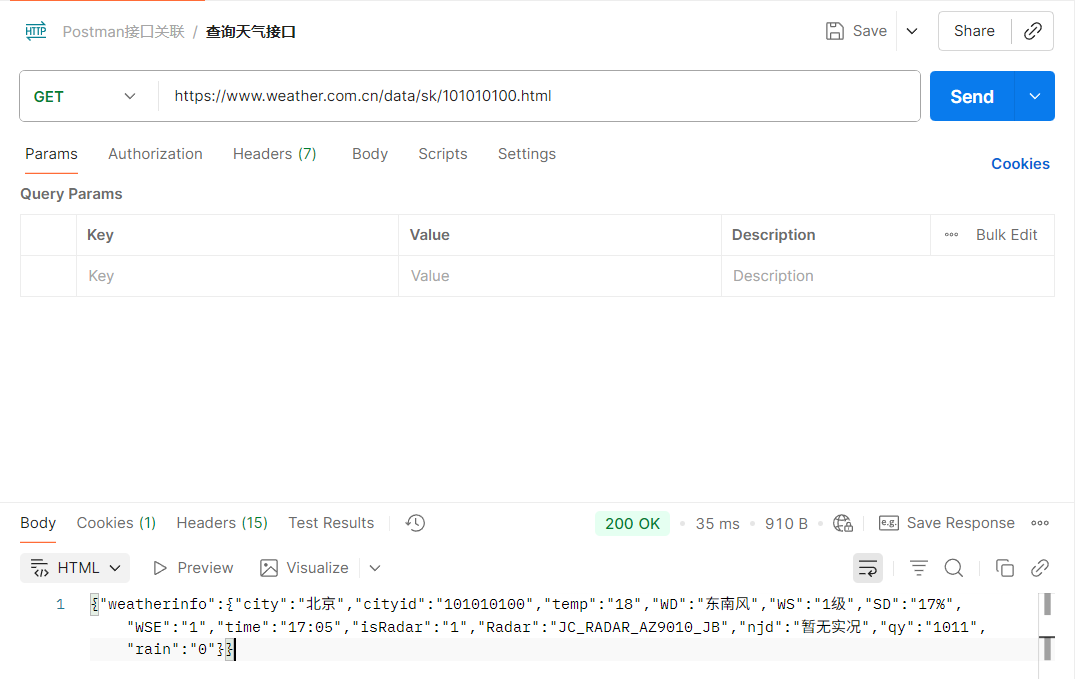 HTTP Postman接口关联 / 查询天气接口 Save Share
GET https://www.weather.com.cn/data/sk/101010100.html Send
Params Authorization Headers (7) Body Scripts Settings
Cookies
Query Params
Key Value Description Bulk Edit
Key Value Description
Body Cookies (1) Headers (15) Test Results 200 OK 35 ms 910 B e.g. Save Response
HTML Preview Visualize
1 {"weatherinfo":{"city":"北京","cityid":"101010100","temp":"18","WD":"东南风","WS":"1级","SD":"17%",
"WSE":"1","time":"17:05","isRadar":"1","Radar":"JC_RADAR_AZ9010_JB","njd":"暂无实况","qy":"1011",
"rain":"0"}}